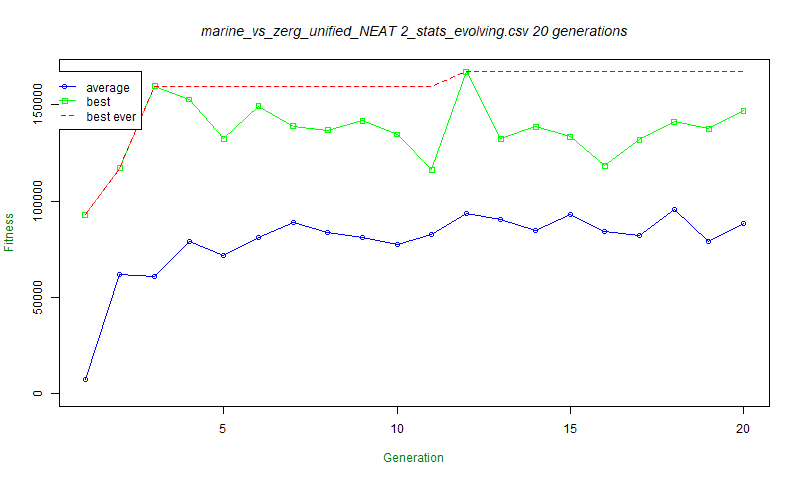 marine_vs_zerg_unified_NEAT 2_stats_evolving.csv 20 generations
average
best
best ever
Fitness
150000
100000
50000
0
5
10
15
20
Generation